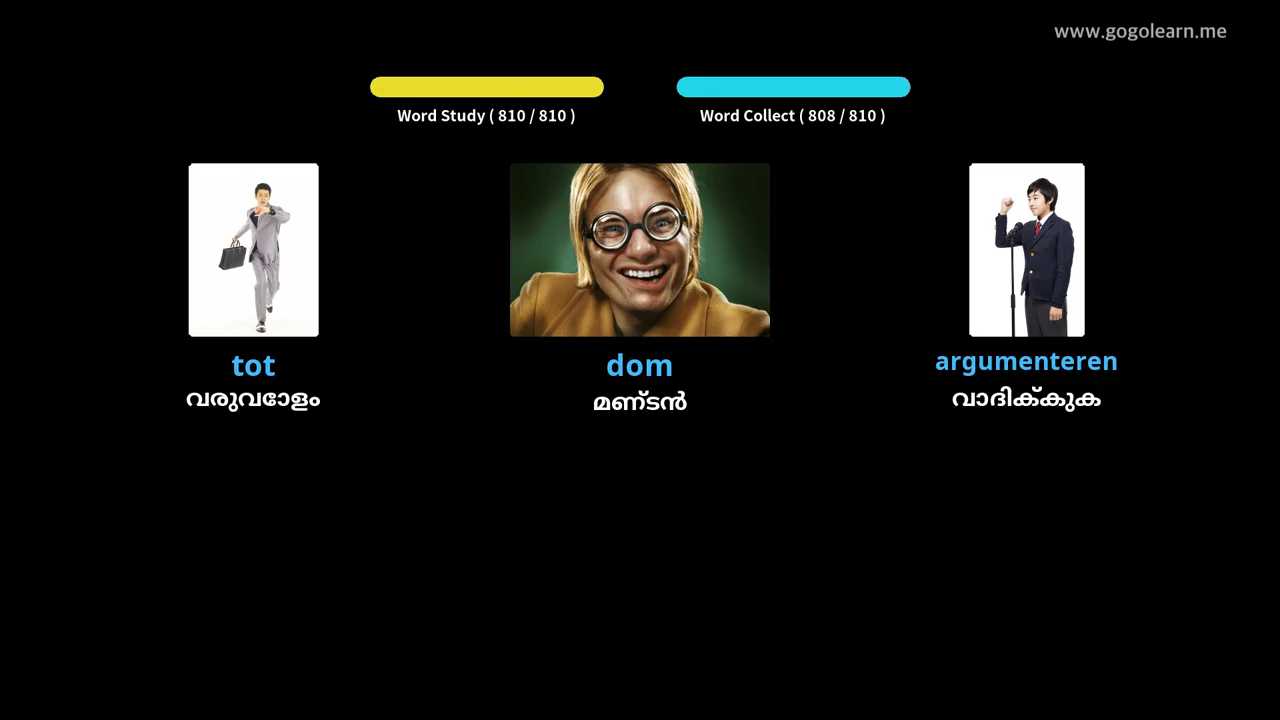 www.gogolearn.me
Word Study ( 810 / 810 )
Word Collect ( 808 / 810 )
tot
dom
argumenteren
വരുവോളം
മണ്ടൻ
വാദിക്കുക